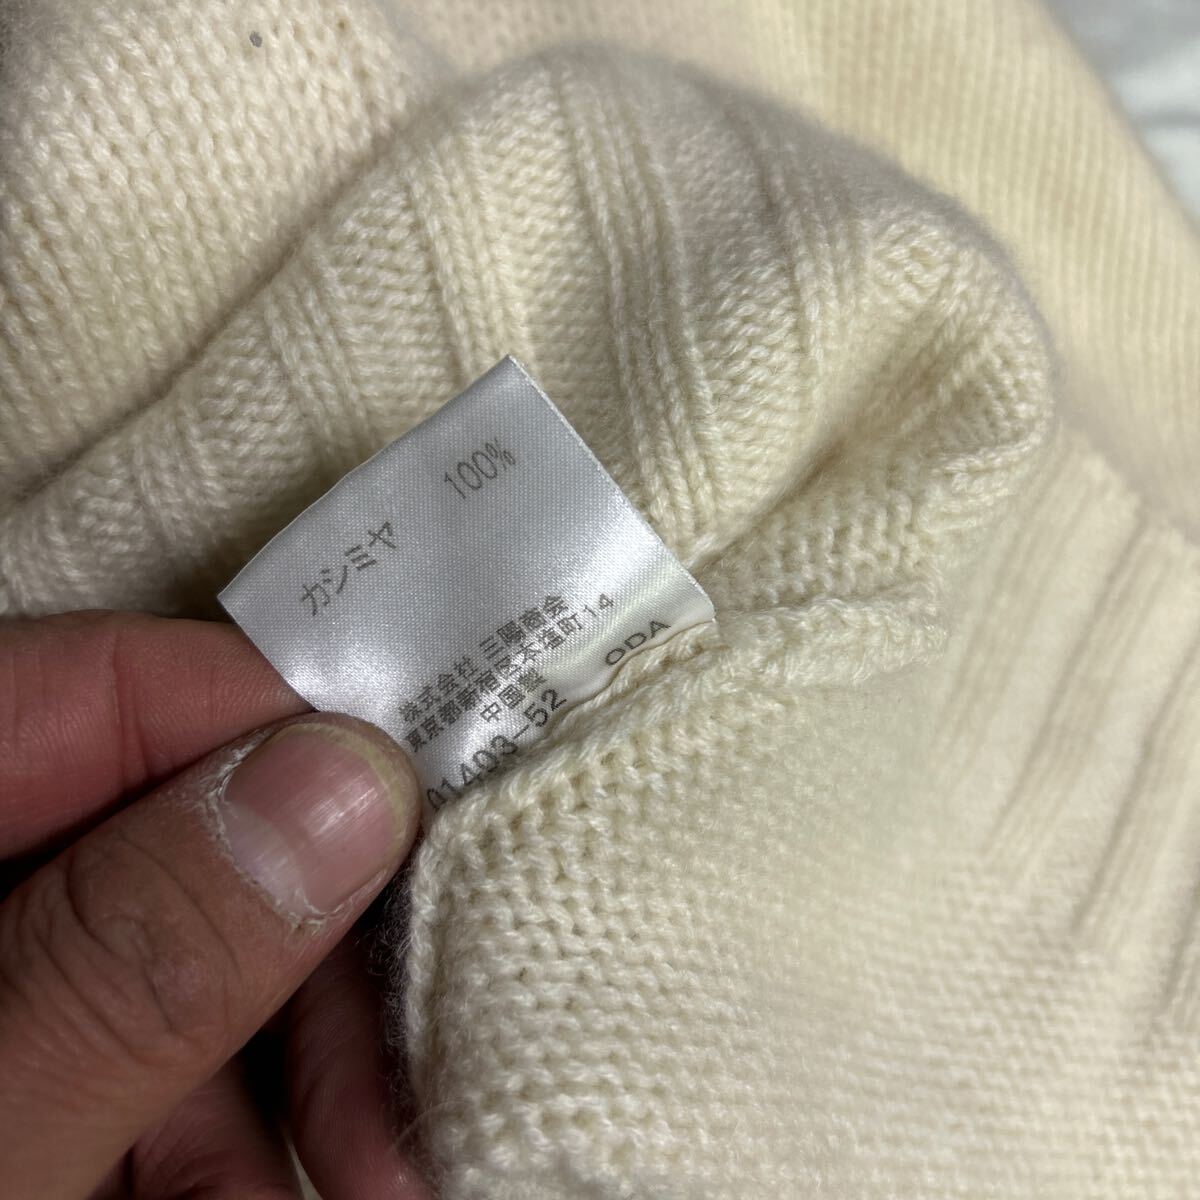 カシミヤ 100%
株式会社 三陽商会
東京都新宿区本塩町14
中国製
01403-52 ODA